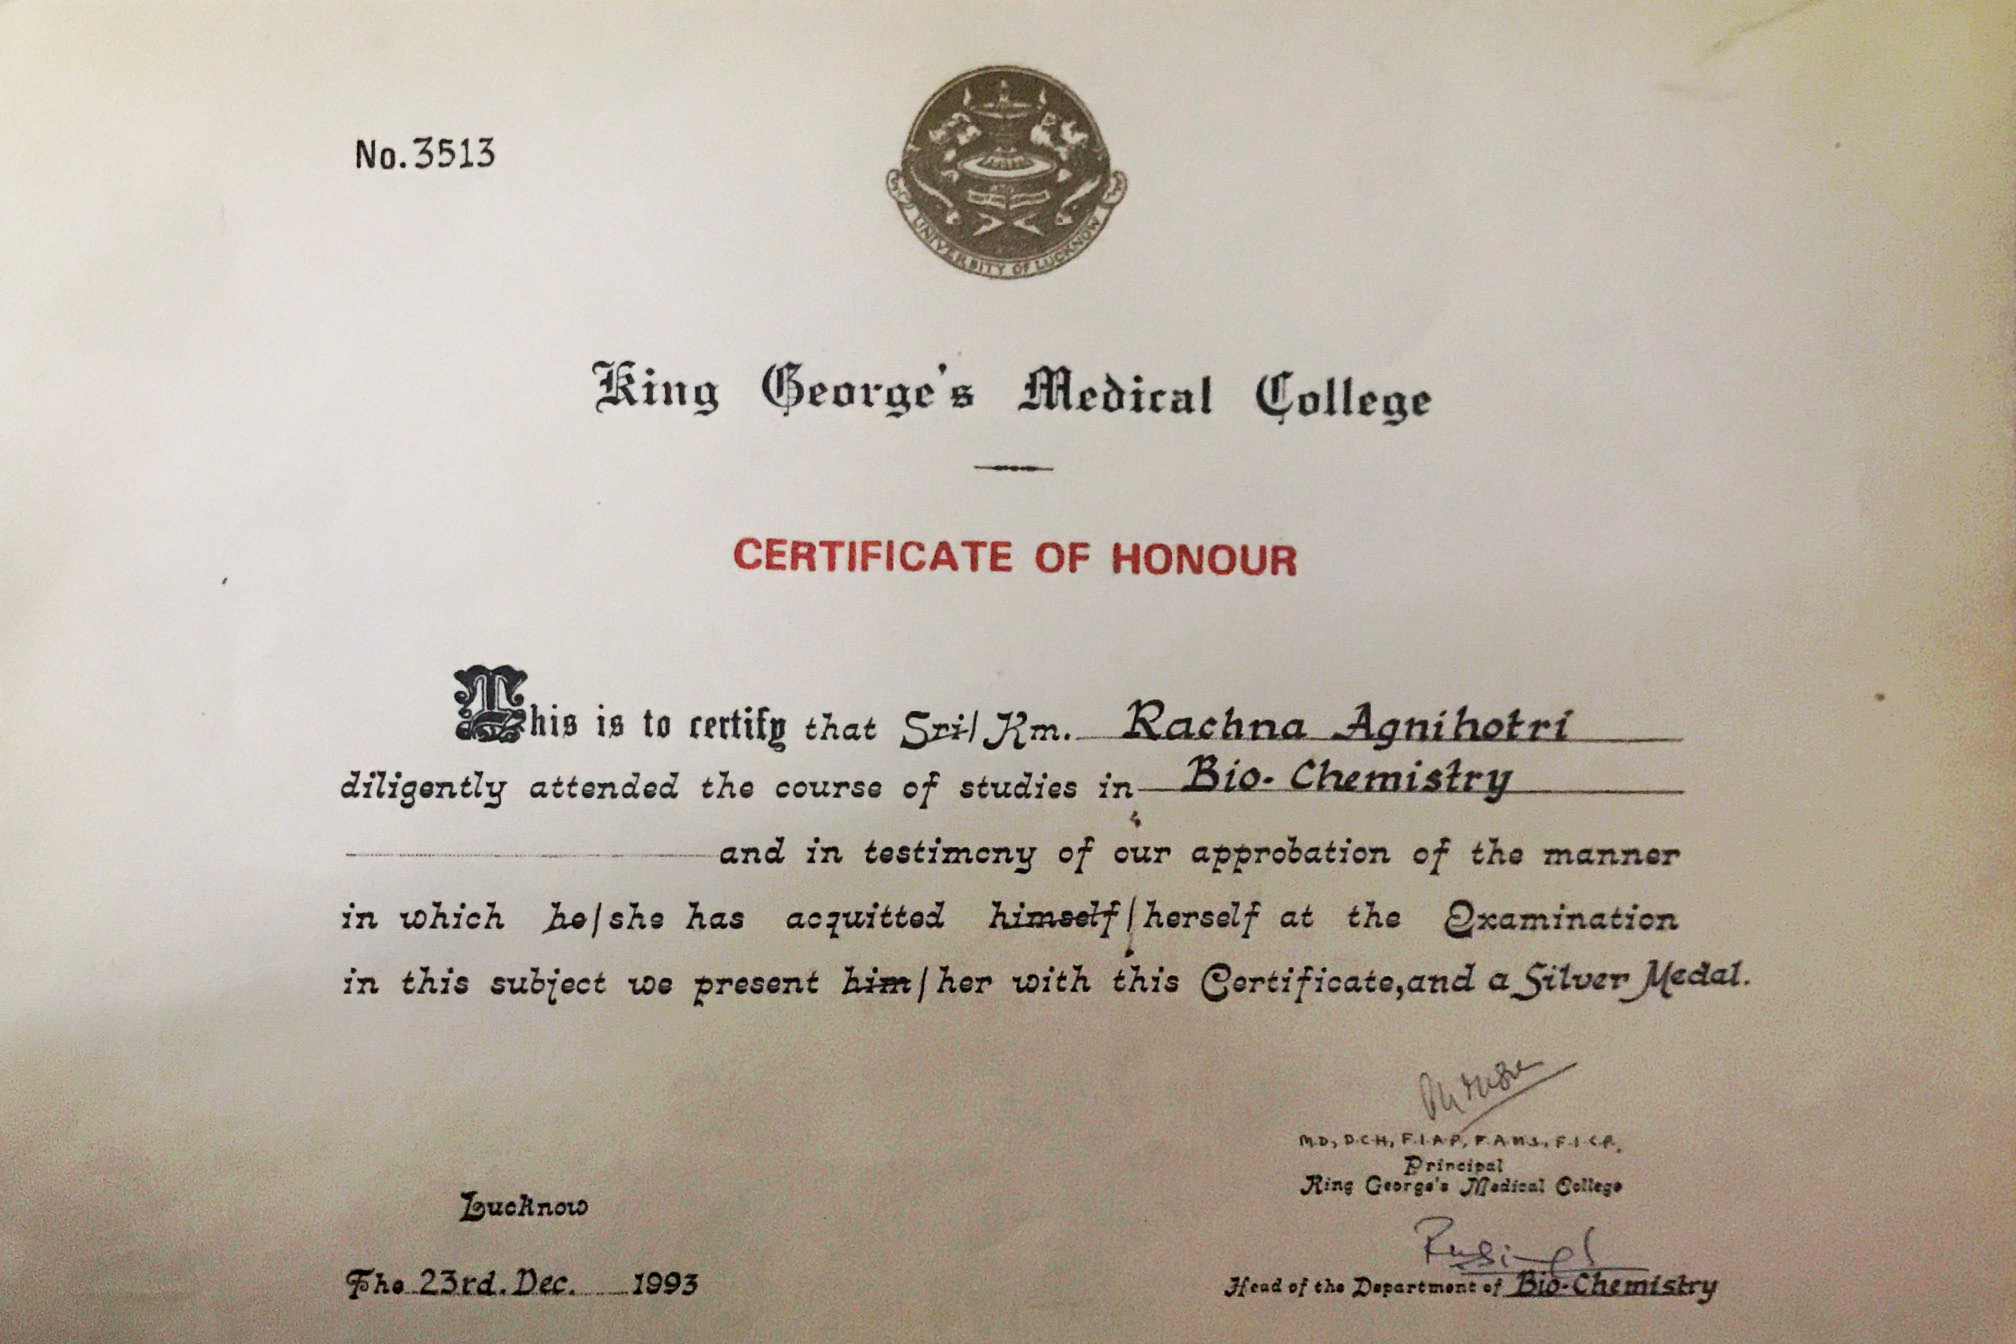 No. 3513
UNIVERSITY OF LUCKNOW
King George's Medical College
CERTIFICATE OF HONOUR
This is to certify that Sri/Km. Rachna Agnihotri
diligently attended the course of studies in Bio-Chemistry
and in testimony of our approbation of the manner
in which he/she has acquitted himself/herself at the Examination
in this subject we present him/her with this Certificate, and a Silver Medal.
M.D., D.C.H., F.I.A.P., F.A.M.S., F.I.C.P.,
Principal
King George's Medical College
Lucknow
The 23rd. Dec. 1993
Head of the Department of Bio-Chemistry